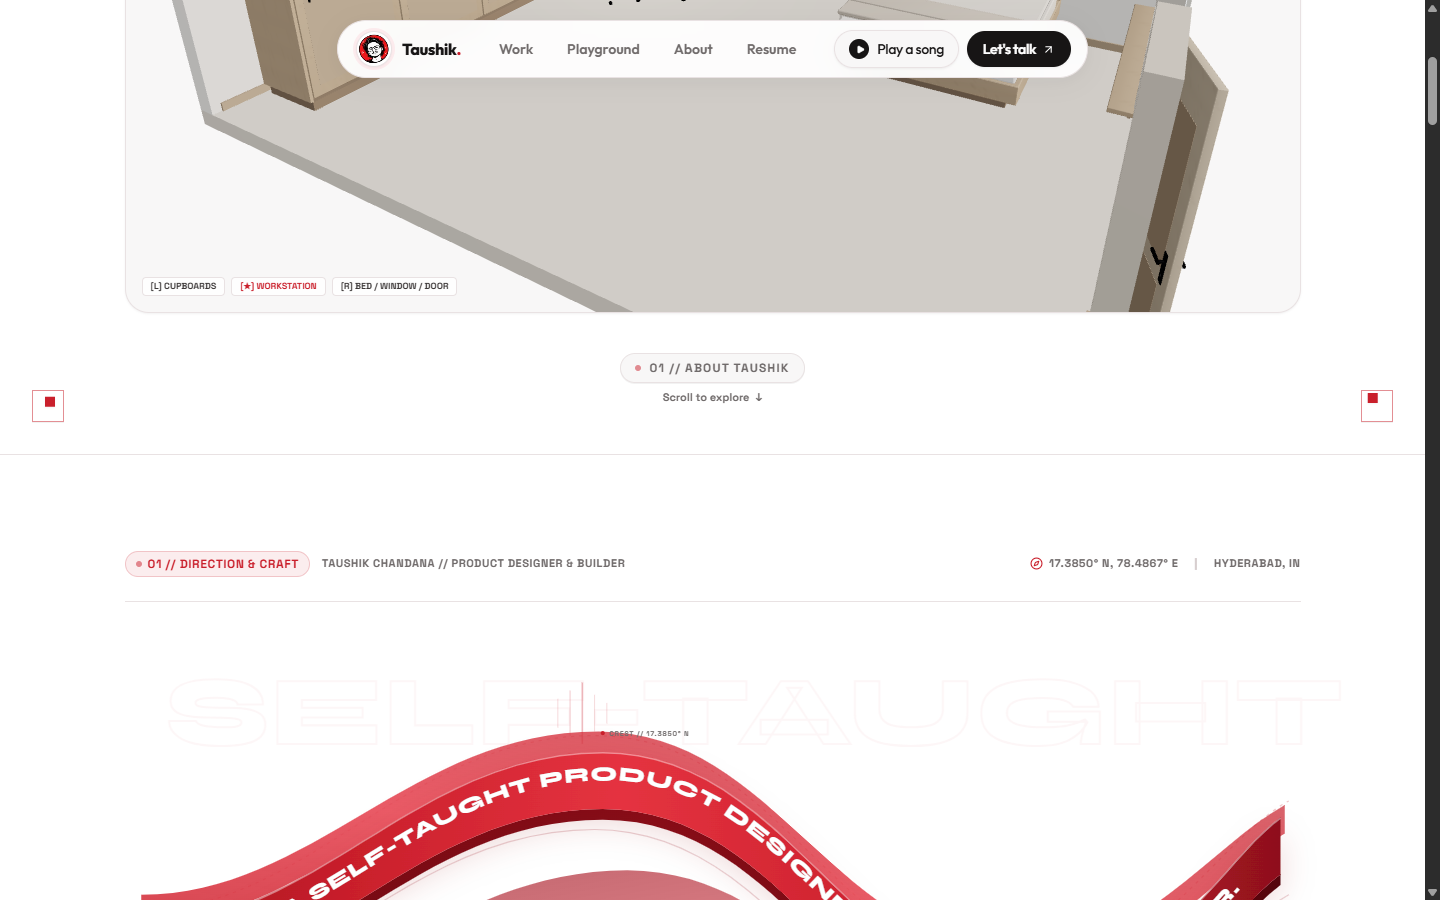 Taushik.
Work
Playground
About
Resume
Play a song
Let's talk ↗
[L] CUPBOARDS
[★] WORKSTATION
[R] BED / WINDOW / DOOR
01 // ABOUT TAUSHIK
Scroll to explore ↓
01 // DIRECTION & CRAFT
TAUSHIK CHANDANA // PRODUCT DESIGNER & BUILDER
17.3850° N, 78.4867° E | HYDERABAD, IN
SELF-TAUGHT
CREST // 17.3850° N
SELF-TAUGHT PRODUCT DESIGN